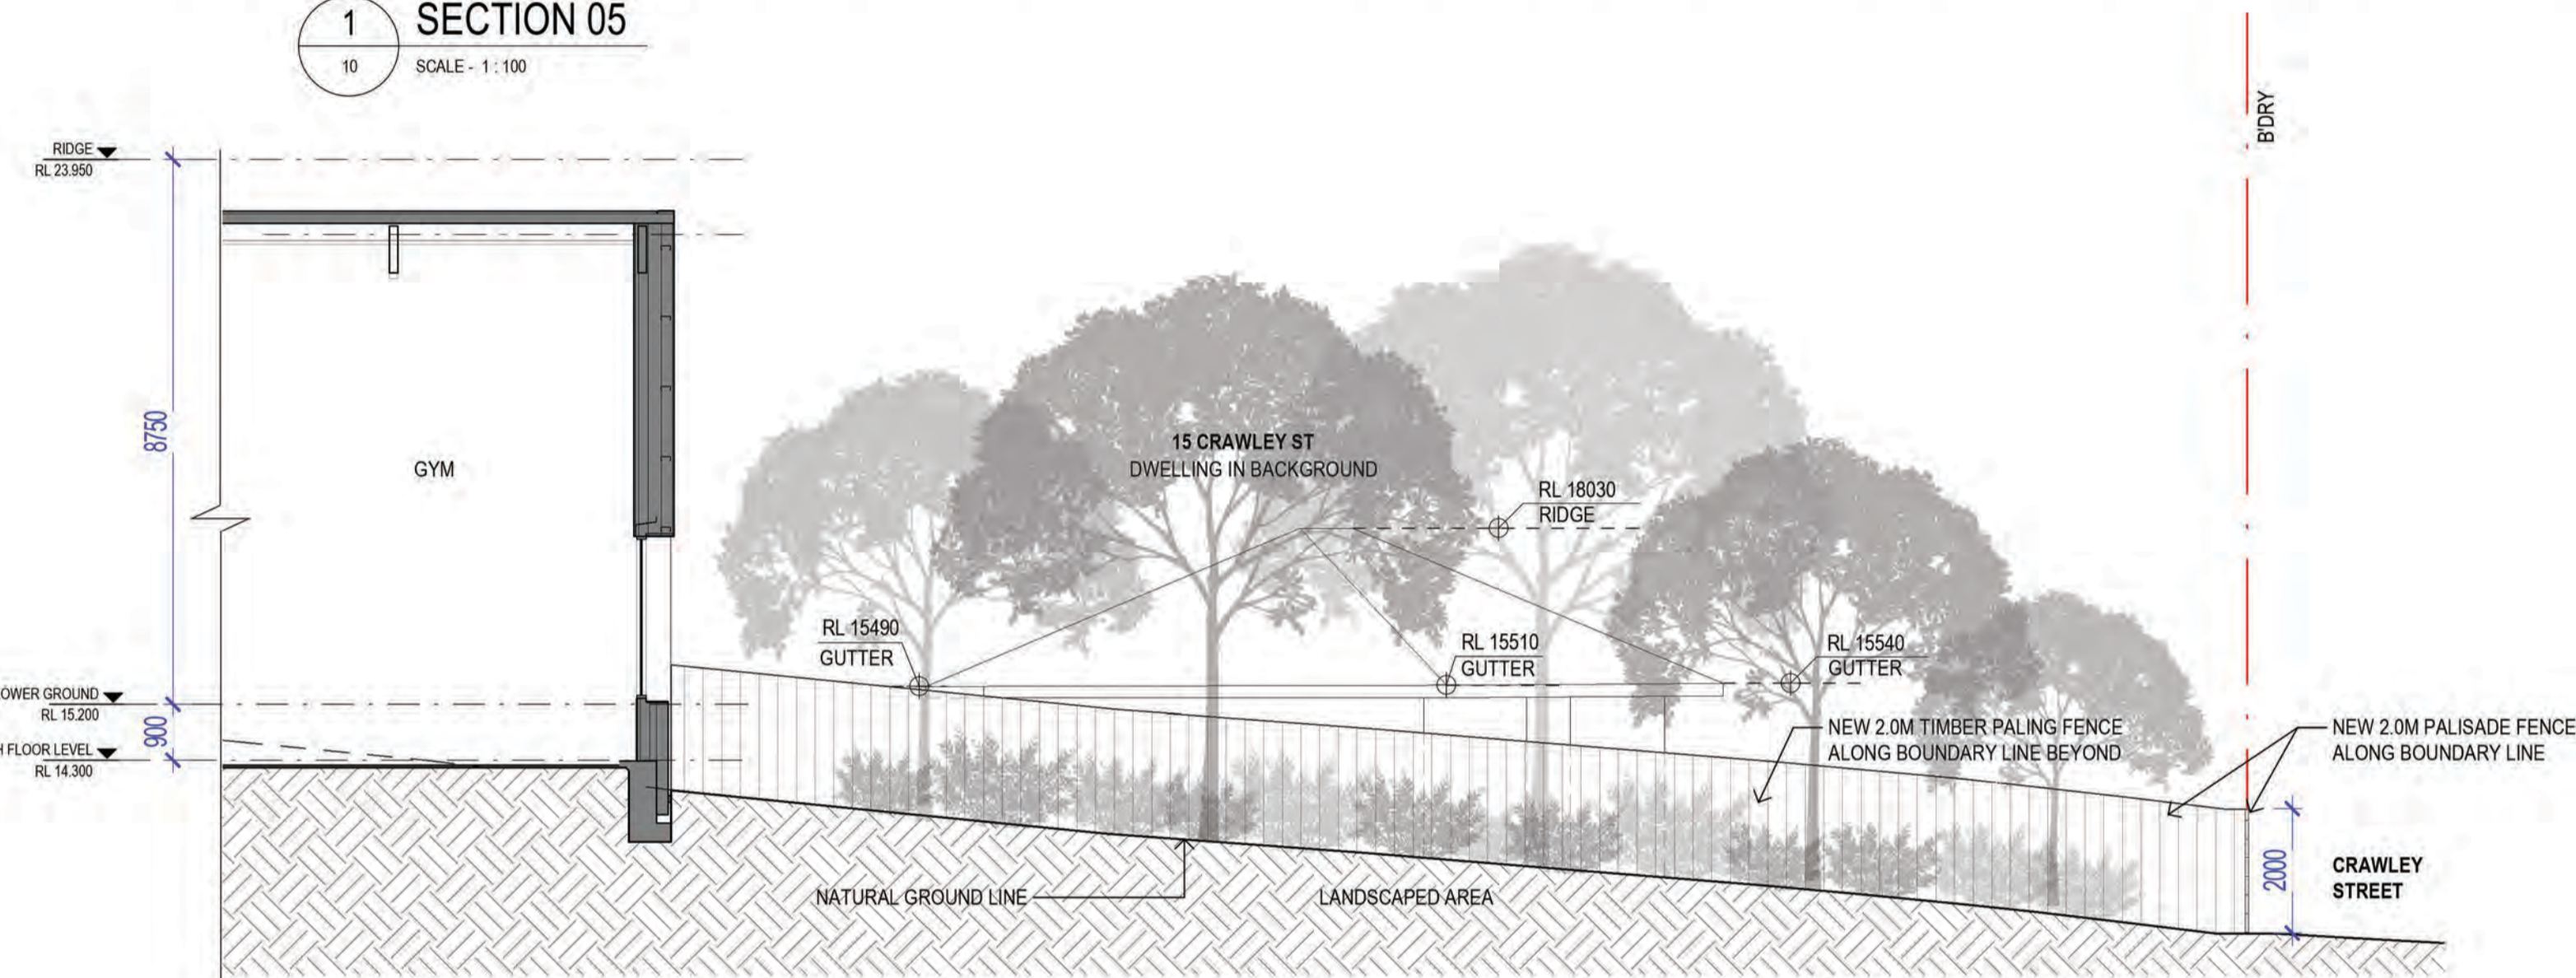 1
10
SECTION 05
SCALE - 1 : 100
B'DRY
RIDGE
RL 23.950
8750
GYM
15 CRAWLEY ST
DWELLING IN BACKGROUND
RL 18030
RIDGE
RL 15490
GUTTER
RL 15510
GUTTER
RL 15540
GUTTER
OWER GROUND
RL 15.200
900
H FLOOR LEVEL
RL 14.300
NEW 2.0M TIMBER PALING FENCE
ALONG BOUNDARY LINE BEYOND
NEW 2.0M PALISADE FENCE
ALONG BOUNDARY LINE
2000
CRAWLEY
STREET
NATURAL GROUND LINE
LANDSCAPED AREA